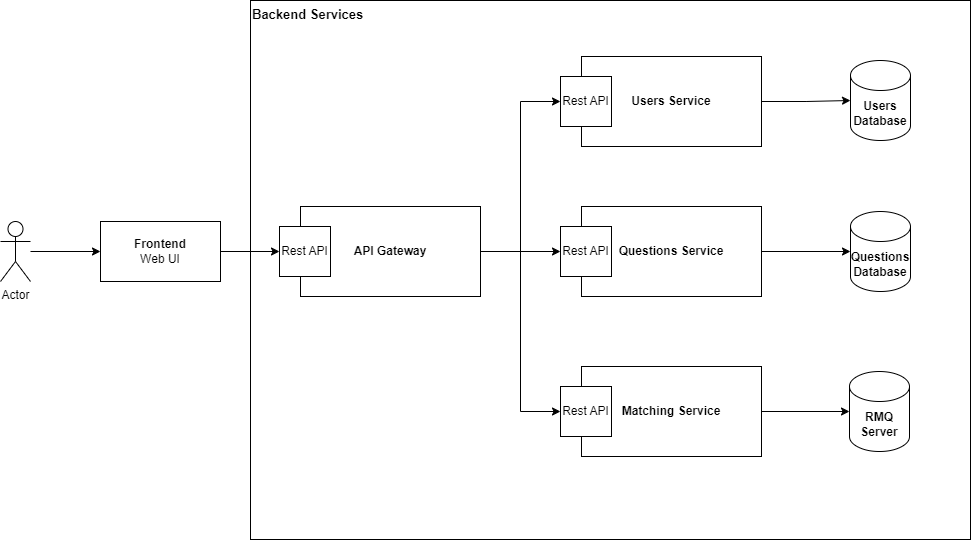 Backend Services
Rest API
Users Service
Users
Database
Actor
Frontend
Web UI
Rest API
API Gateway
Rest API
Questions Service
Questions
Database
Rest API
Matching Service
RMQ
Server